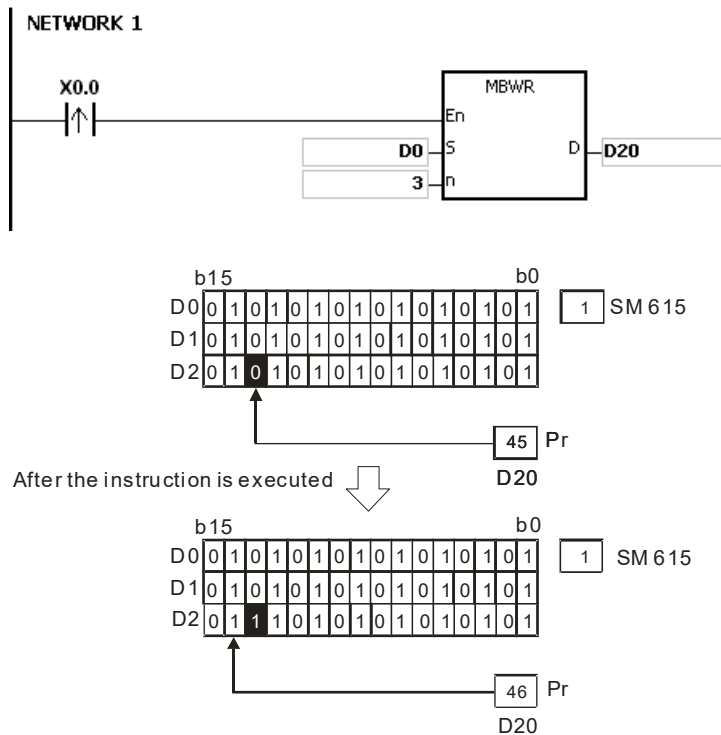 NETWORK 1
X0.0
MBWR
En
D0 S D D20
3 n
b15 b0
D0 0 1 0 1 0 1 0 1 0 1 0 1 0 1 0 1 1 SM615
D1 0 1 0 1 0 1 0 1 0 1 0 1 0 1 0 1
D2 0 1 0 1 0 1 0 1 0 1 0 1 0 1 0 1
45 Pr
D20
After the instruction is executed
b15 b0
D0 0 1 0 1 0 1 0 1 0 1 0 1 0 1 0 1 1 SM615
D1 0 1 0 1 0 1 0 1 0 1 0 1 0 1 0 1
D2 0 1 1 1 0 1 0 1 0 1 0 1 0 1 0 1
46 Pr
D20